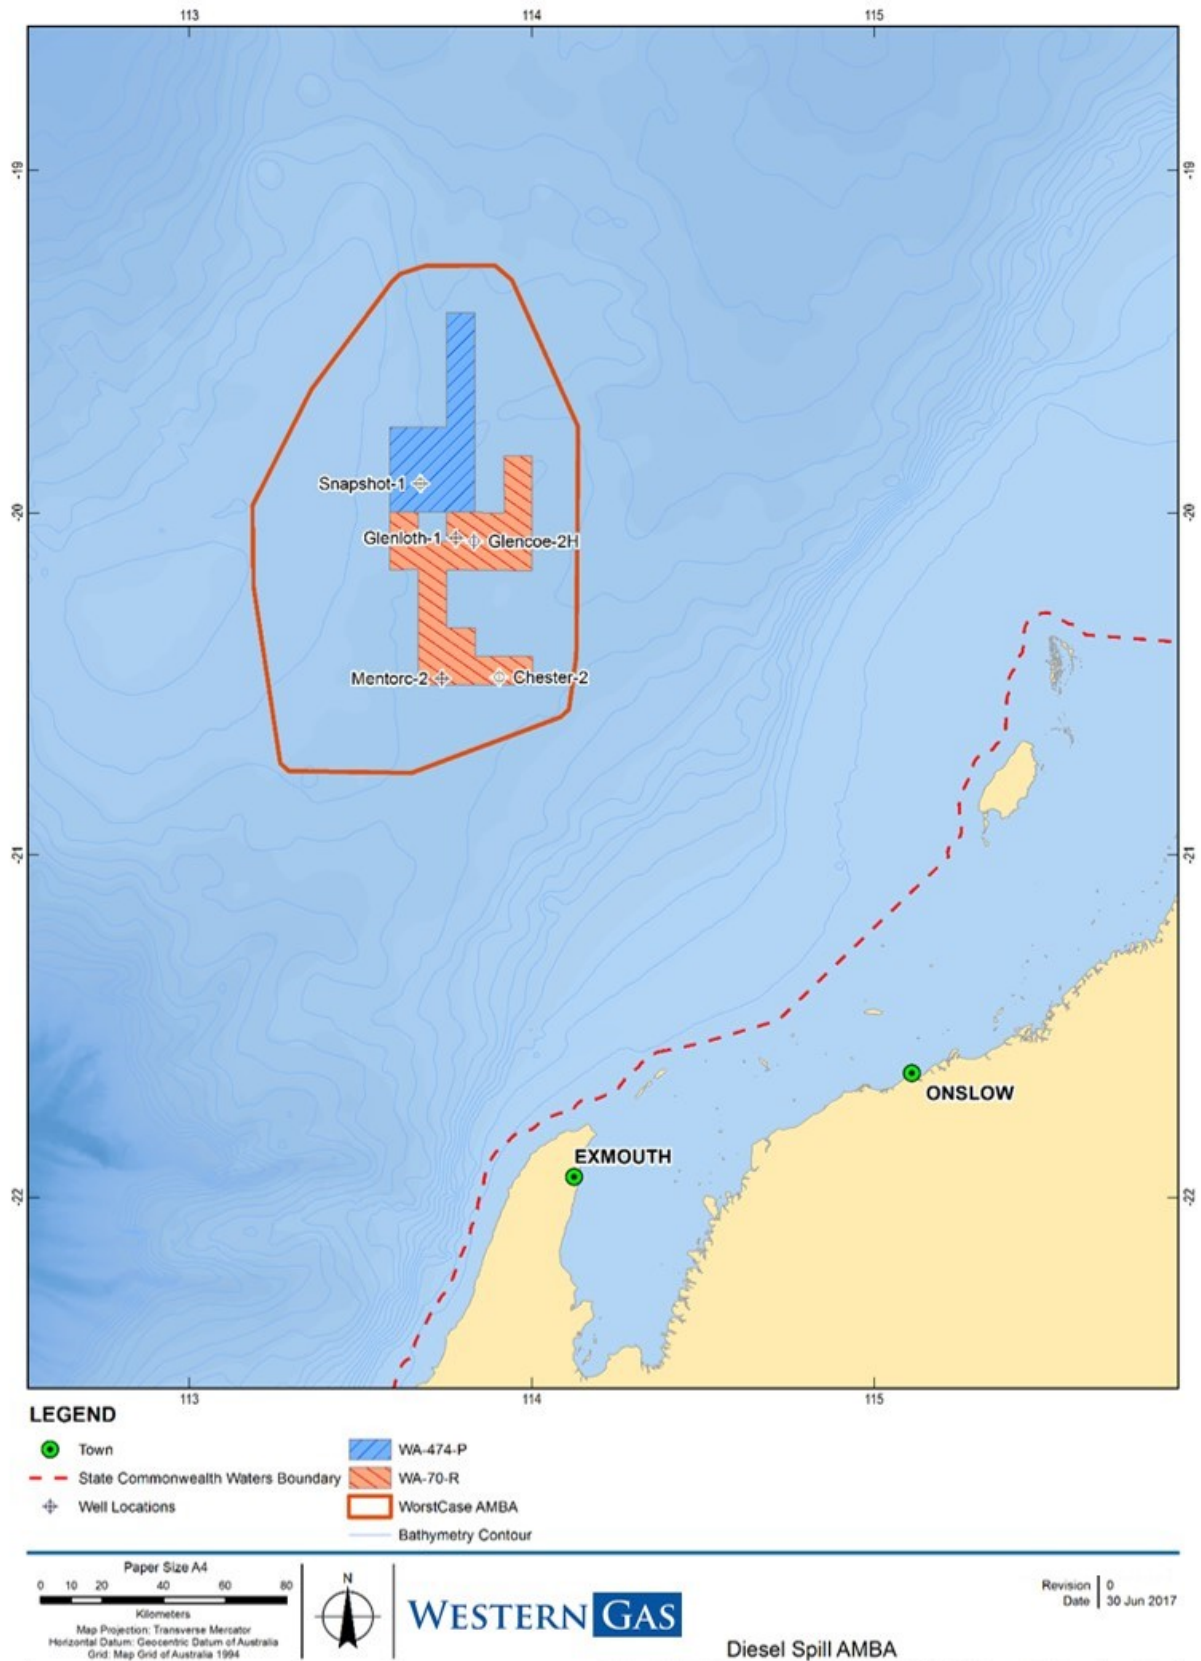 113 114 115
-19 -19
Snapshot-1
-20 -20
Glenloth-1 Glencoe-2H
Mentorc-2 Chester-2
-21 -21
ONSLOW
EXMOUTH
-22 -22
113 114 115
LEGEND
Town
State Commonwealth Waters Boundary
Well Locations
WA-474-P
WA-70-R
WorstCase AMBA
Bathymetry Contour
Paper Size A4
0 10 20 40 60 80
Kilometers
Map Projection: Transverse Mercator
Horizontal Datum: Geocentric Datum of Australia
Grid: Map Grid of Australia 1994
N
WESTERN GAS
Diesel Spill AMBA
Revision 0
Date 30 Jun 2017